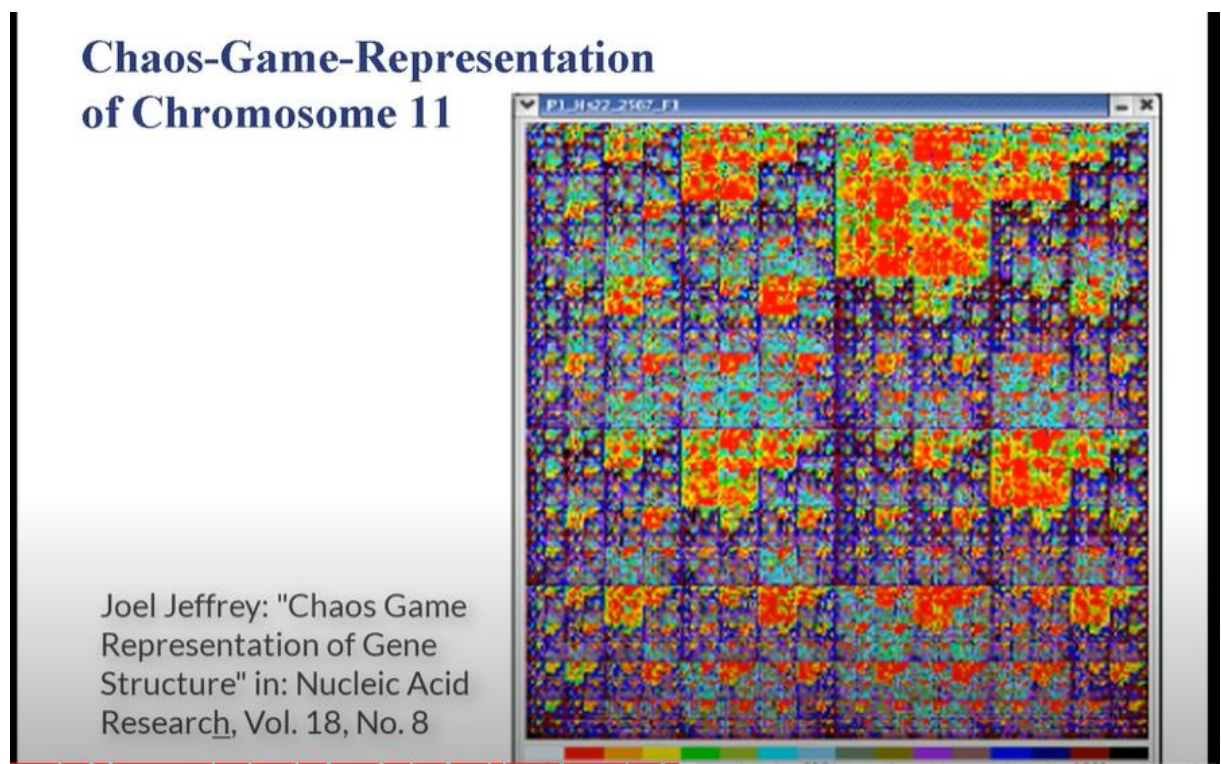 Chaos-Game-Representation
of Chromosome 11
P1_Hs22_2567_F1
Joel Jeffrey: "Chaos Game
Representation of Gene
Structure" in: Nucleic Acid
Research, Vol. 18, No. 8